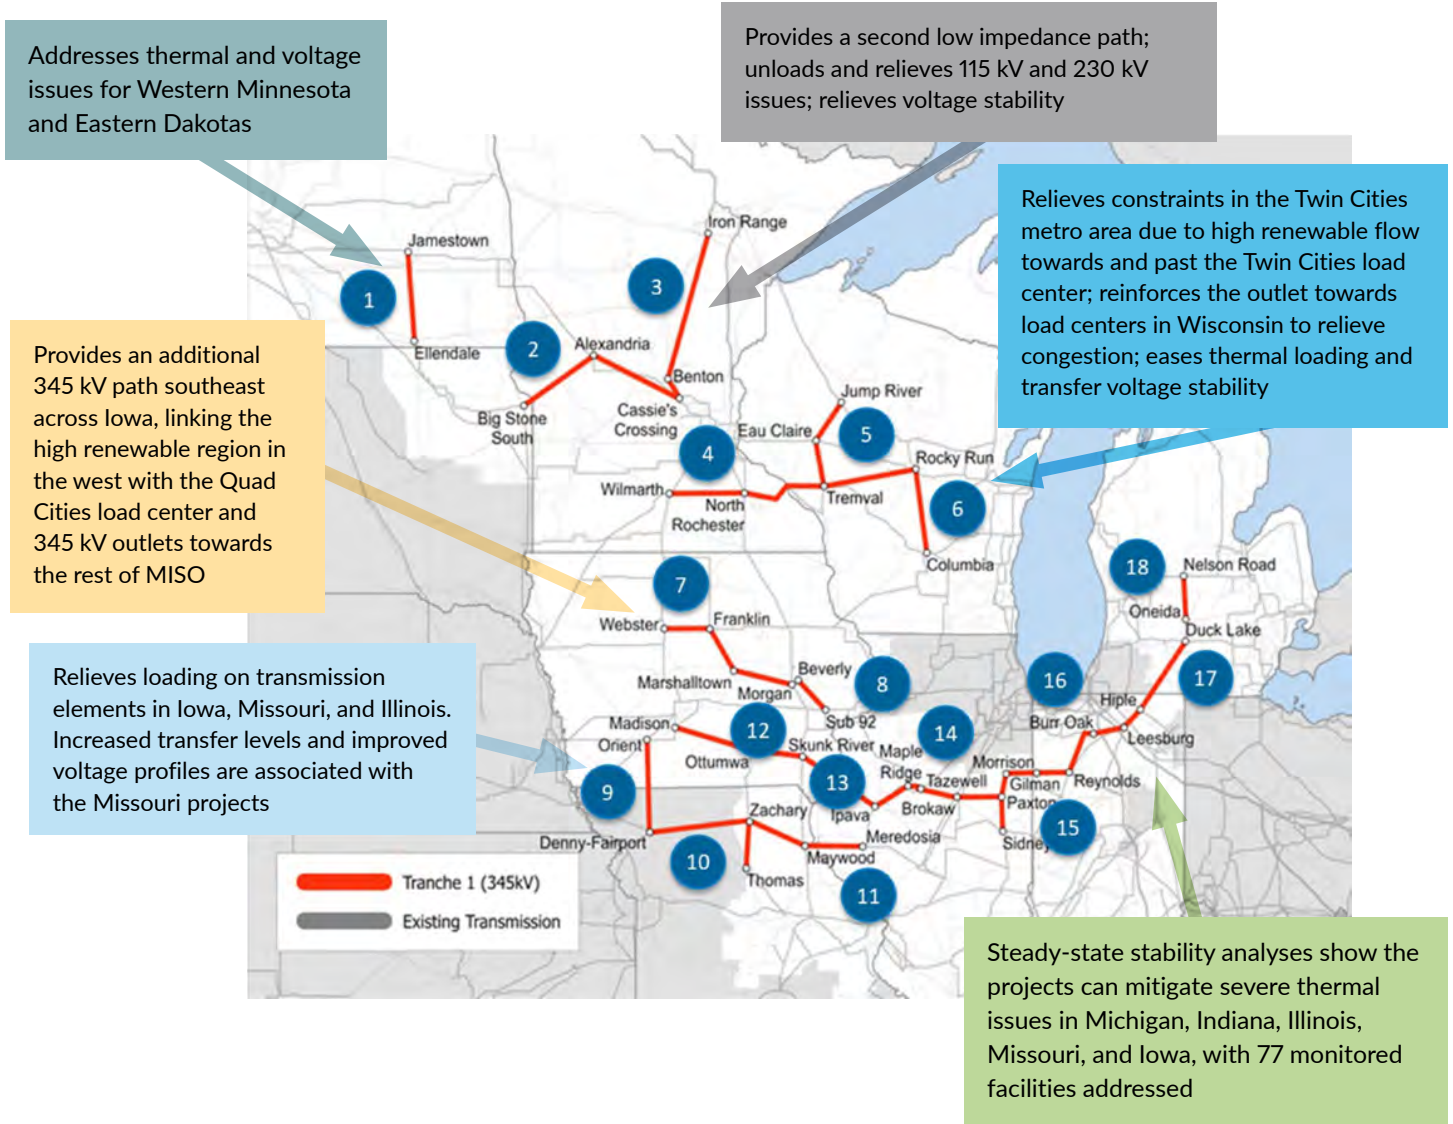 Addresses thermal and voltage
issues for Western Minnesota
and Eastern Dakotas
Provides a second low impedance path;
unloads and relieves 115 kV and 230 kV
issues; relieves voltage stability
Relieves constraints in the Twin Cities
metro area due to high renewable flow
towards and past the Twin Cities load
center; reinforces the outlet towards
load centers in Wisconsin to relieve
congestion; eases thermal loading and
transfer voltage stability
Provides an additional
345 kV path southeast
across Iowa, linking the
high renewable region in
the west with the Quad
Cities load center and
345 kV outlets towards
the rest of MISO
Relieves loading on transmission
elements in Iowa, Missouri, and Illinois.
Increased transfer levels and improved
voltage profiles are associated with
the Missouri projects
Steady-state stability analyses show the
projects can mitigate severe thermal
issues in Michigan, Indiana, Illinois,
Missouri, and Iowa, with 77 monitored
facilities addressed
Iron Range
Jamestown
3
1
Ellendale
2
Alexandria
Benton
Big Stone
South
Cassie's
Crossing
Jump River
Eau Claire
5
4
Rocky Run
Wilmarth
North
Rochester
Tremval
6
Columbia
18
Nelson Road
Oneida
Duck Lake
7
Webster
Franklin
Marshalltown
Morgan
Beverly
8
Sub 92
16
17
Hiple
Burr Oak
Leesburg
Madison
Orient
12
Ottumwa
Skunk River
14
Maple
Ridge
Tazewell
Morrison
Gilman
Reynolds
9
13
Ipava
Brokaw
Paxton
15
Sidney
Zachary
Denny-Fairport
Meredosia
Maywood
10
Thomas
11
Tranche 1 (345kV)
Existing Transmission